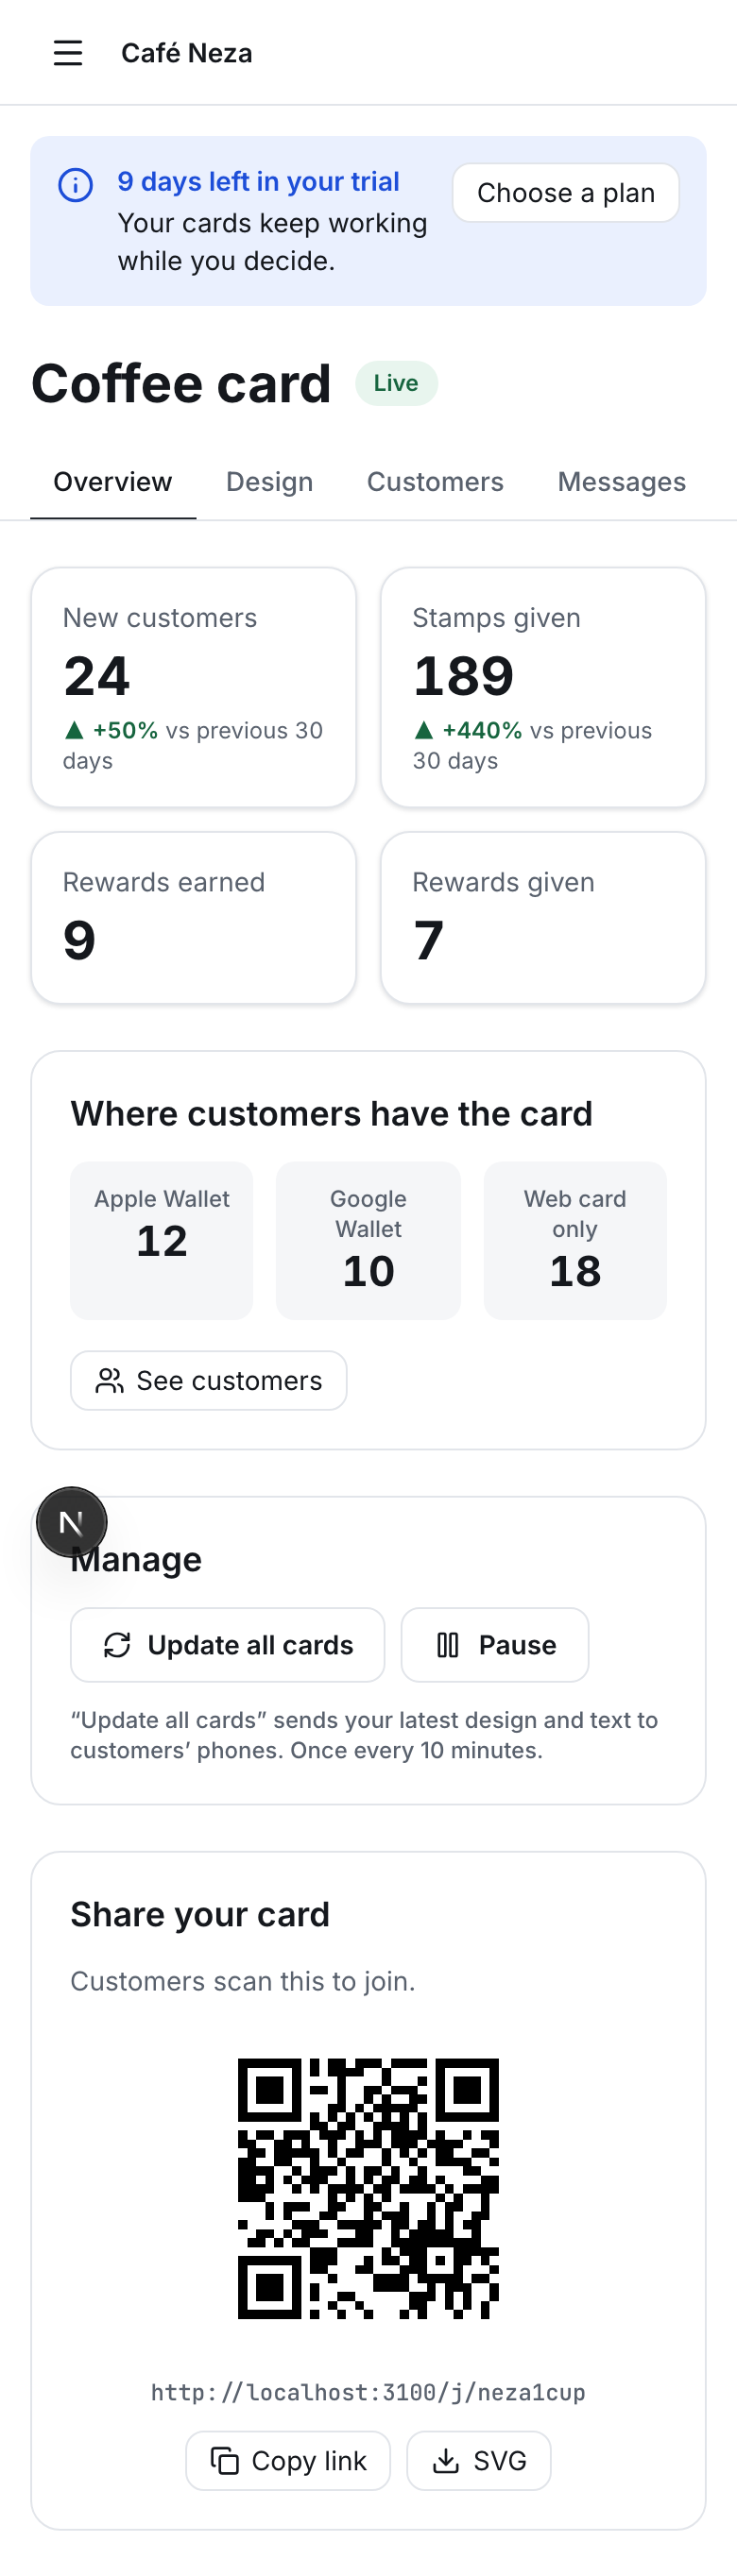 Café Neza
9 days left in your trial
Choose a plan
Your cards keep working
while you decide.
Coffee card
Live
Overview
Design
Customers
Messages
New customers
24
▲ +50% vs previous 30
days
Stamps given
189
▲ +440% vs previous
30 days
Rewards earned
9
Rewards given
7
Where customers have the card
Apple Wallet
12
Google
Wallet
10
Web card
only
18
See customers
N
Manage
Update all cards
Pause
“Update all cards” sends your latest design and text to
customers’ phones. Once every 10 minutes.
Share your card
Customers scan this to join.
http://localhost:3100/j/neza1cup
Copy link
SVG